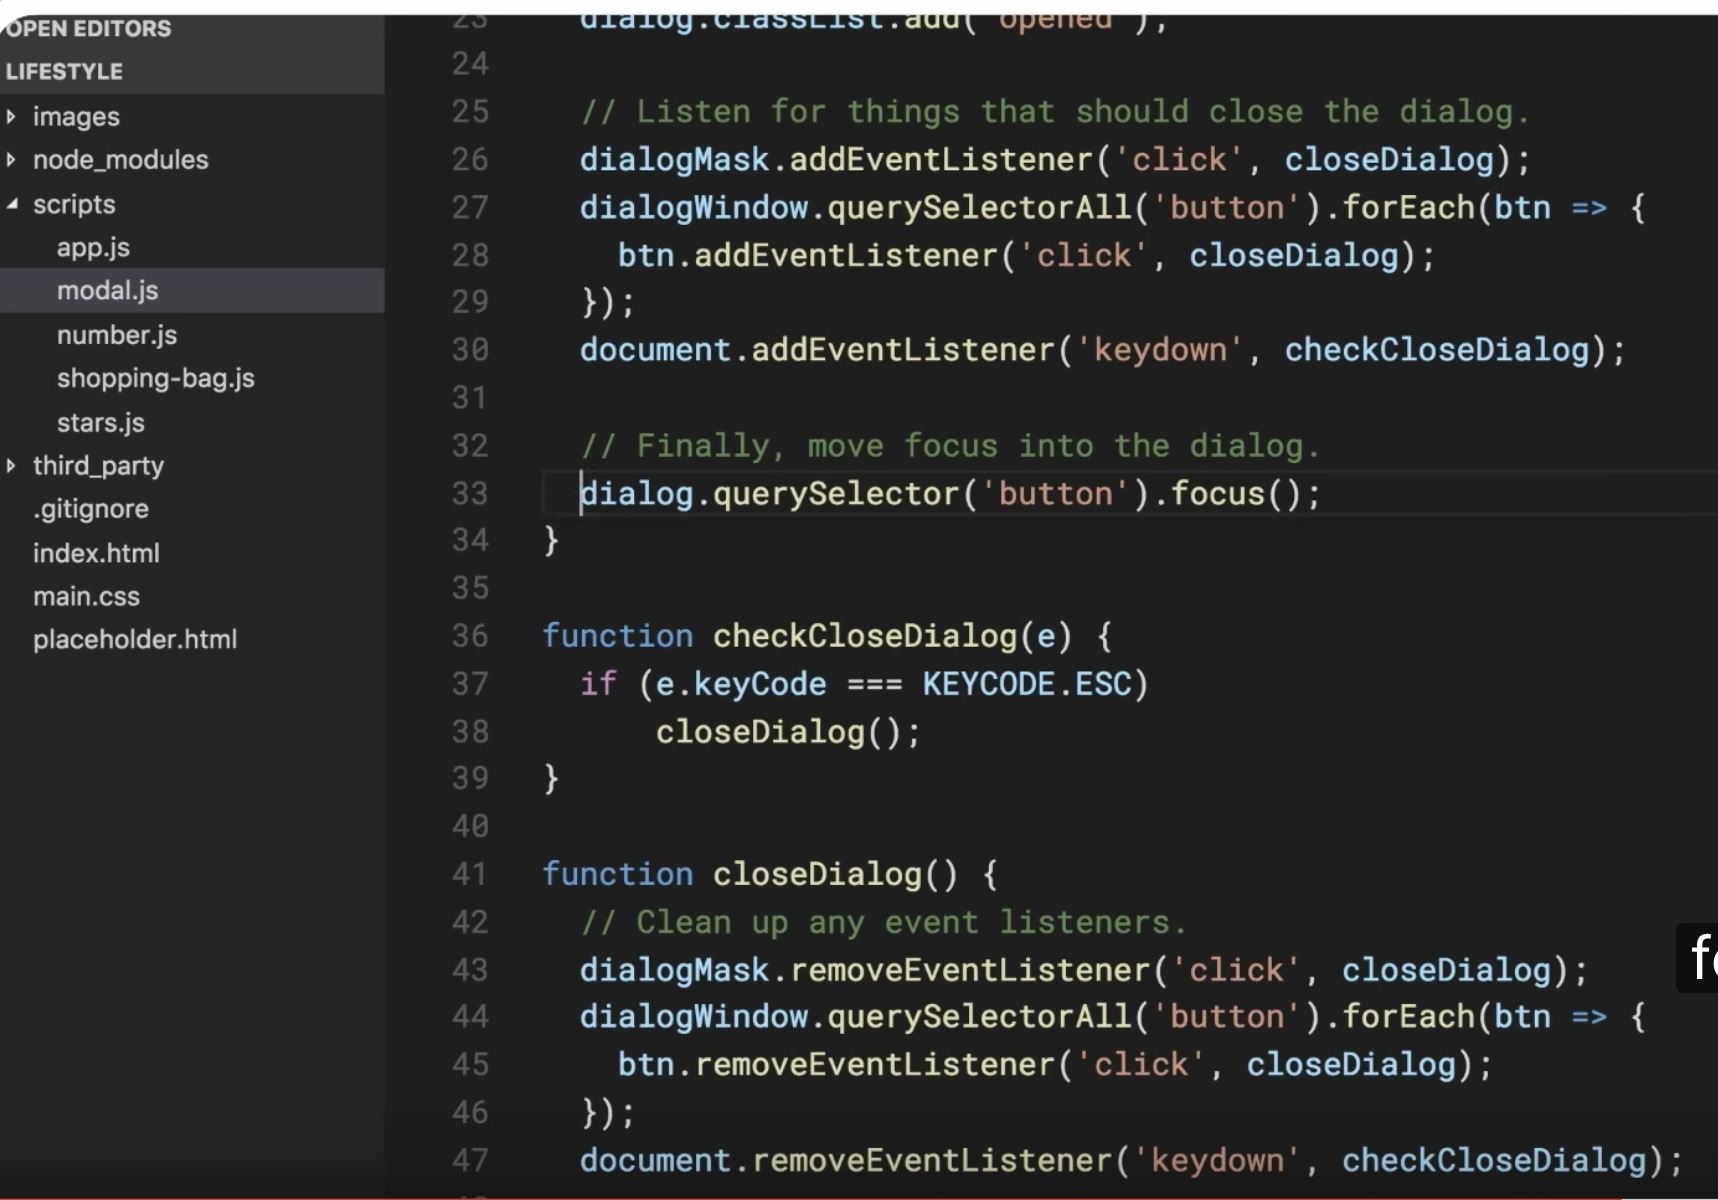 OPEN EDITORS
LIFESTYLE
images
node_modules
scripts
app.js
modal.js
number.js
shopping-bag.js
stars.js
third_party
.gitignore
index.html
main.css
placeholder.html
23 dialog.classList.add('opened');
24
25 // Listen for things that should close the dialog.
26 dialogMask.addEventListener('click', closeDialog);
27 dialogWindow.querySelectorAll('button').forEach(btn => {
28 btn.addEventListener('click', closeDialog);
29 });
30 document.addEventListener('keydown', checkCloseDialog);
31
32 // Finally, move focus into the dialog.
33 dialog.querySelector('button').focus();
34 }
35
36 function checkCloseDialog(e) {
37 if (e.keyCode === KEYCODE.ESC)
38 closeDialog();
39 }
40
41 function closeDialog() {
42 // Clean up any event listeners.
43 dialogMask.removeEventListener('click', closeDialog);
44 dialogWindow.querySelectorAll('button').forEach(btn => {
45 btn.removeEventListener('click', closeDialog);
46 });
47 document.removeEventListener('keydown', checkCloseDialog);